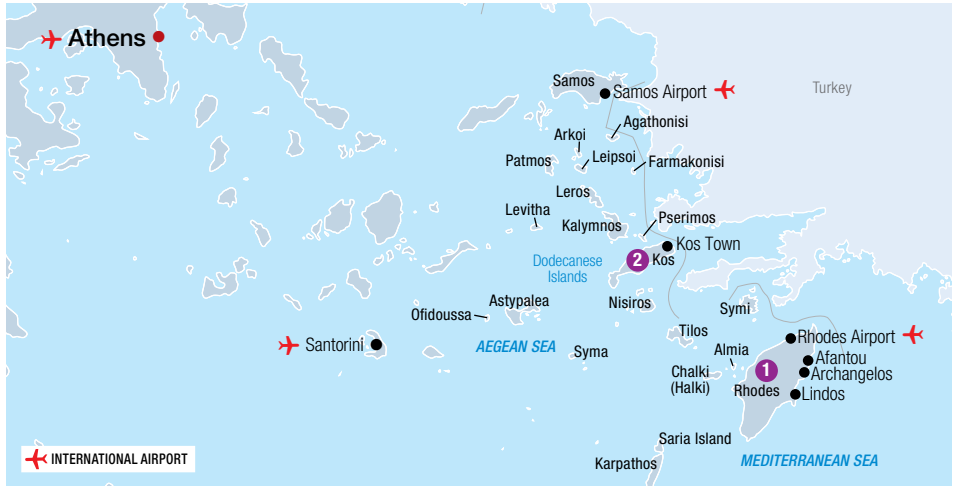 Athens
Samos
Samos Airport
Turkey
Agathonisi
Arkoi
Leipsoi
Patmos
Farmakonisi
Leros
Levitha
Pserimos
Kalymnos
Kos Town
2
Kos
Dodecanese
Islands
Nisiros
Astypalea
Symi
Ofidoussa
Tilos
Rhodes Airport
Santorini
AEGEAN SEA
Syma
Almia
Afantou
1
Archangelos
Chalki
(Halki)
Rhodes
Lindos
Saria Island
INTERNATIONAL AIRPORT
Karpathos
MEDITERRANEAN SEA